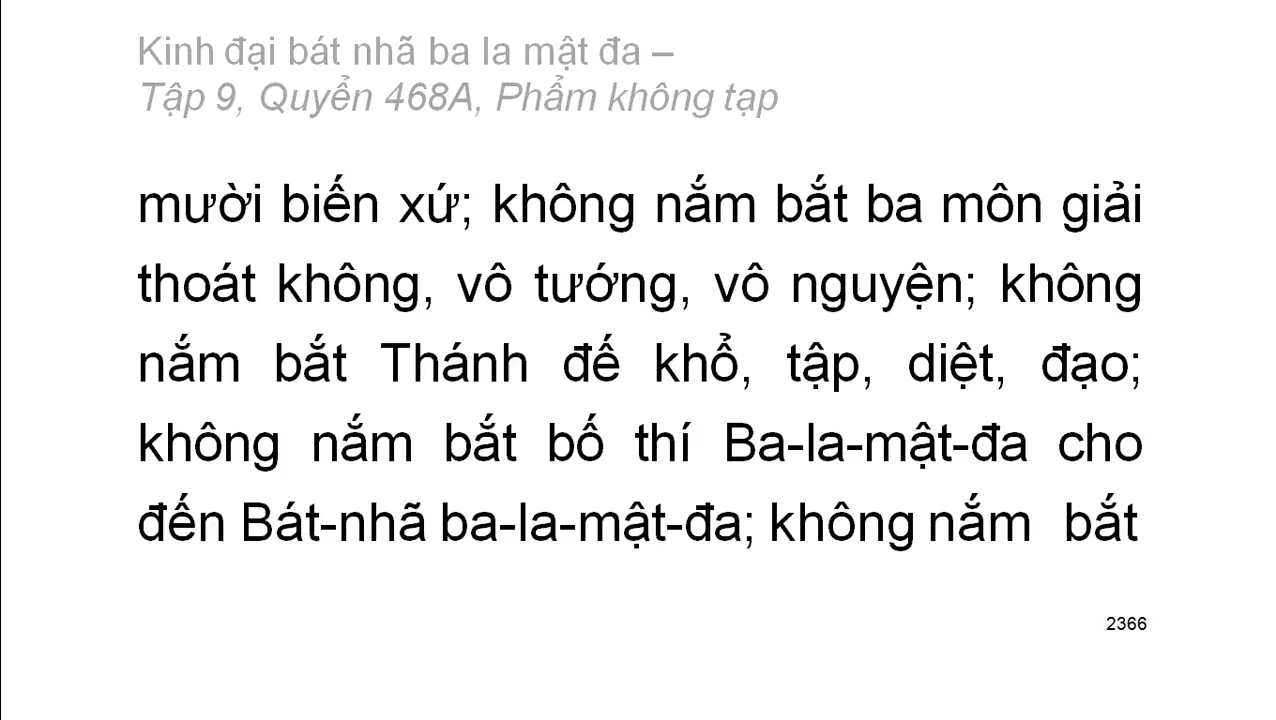 Kinh đại bát nhã ba la mật đa –
Tập 9, Quyển 468A, Phẩm không tạp
mười biến xứ; không nắm bắt ba môn giải
thoát không, vô tướng, vô nguyện; không
nắm bắt Thánh đế khổ, tập, diệt, đạo;
không nắm bắt bố thí Ba-la-mật-đa cho
đến Bát-nhã ba-la-mật-đa; không nắm bắt
2366